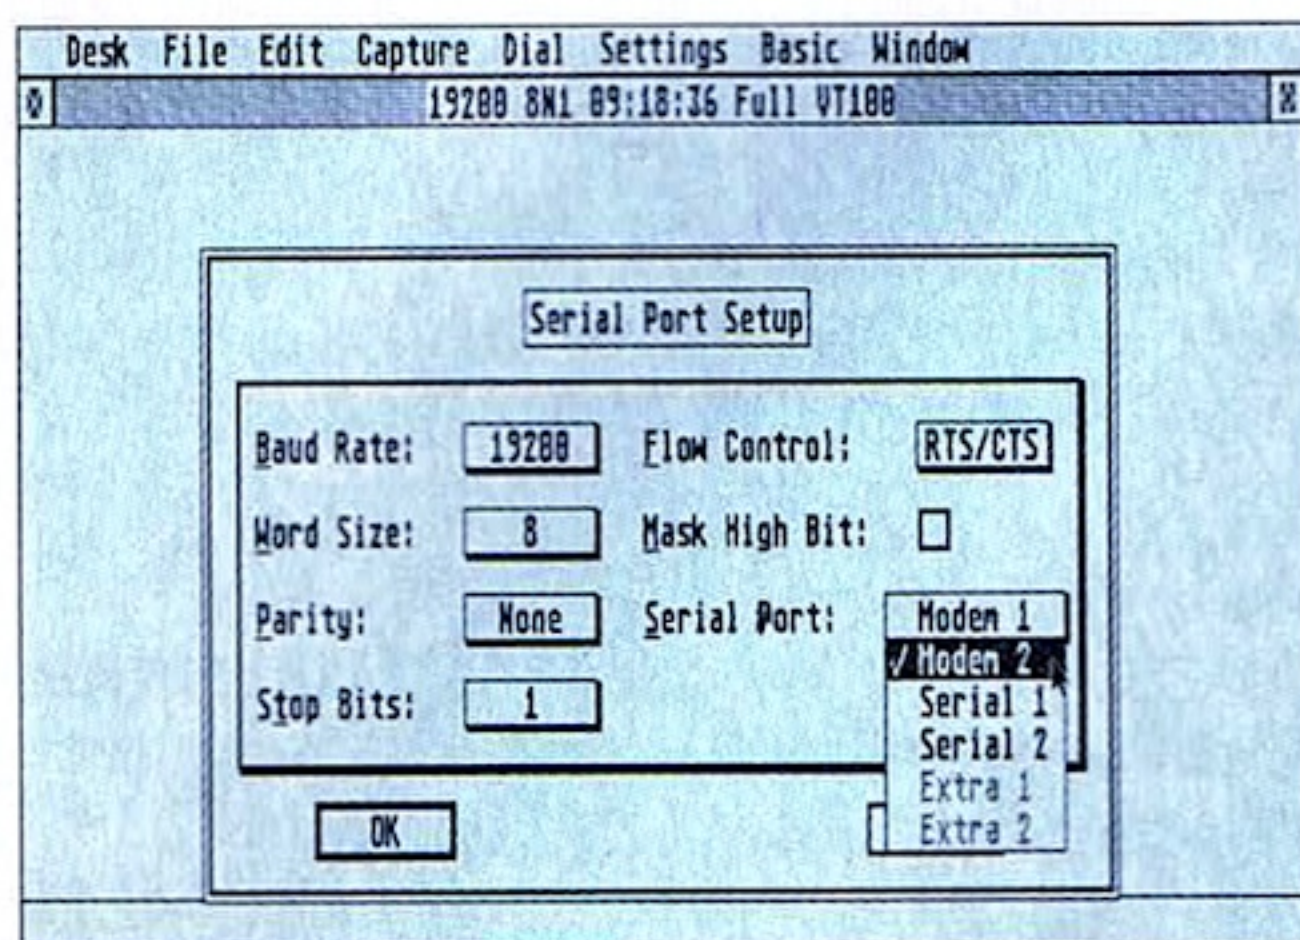 Desk File Edit Capture Dial Settings Basic Window
19200 8N1 09:18:36 Full VT100
Serial Port Setup
Baud Rate: 19200 Flow Control: RTS/CTS
Word Size: 8 Mask High Bit:
Parity: None Serial Port: Modem 1
✓ Modem 2
Serial 1
Stop Bits: 1
Serial 2
Extra 1
OK
Extra 2